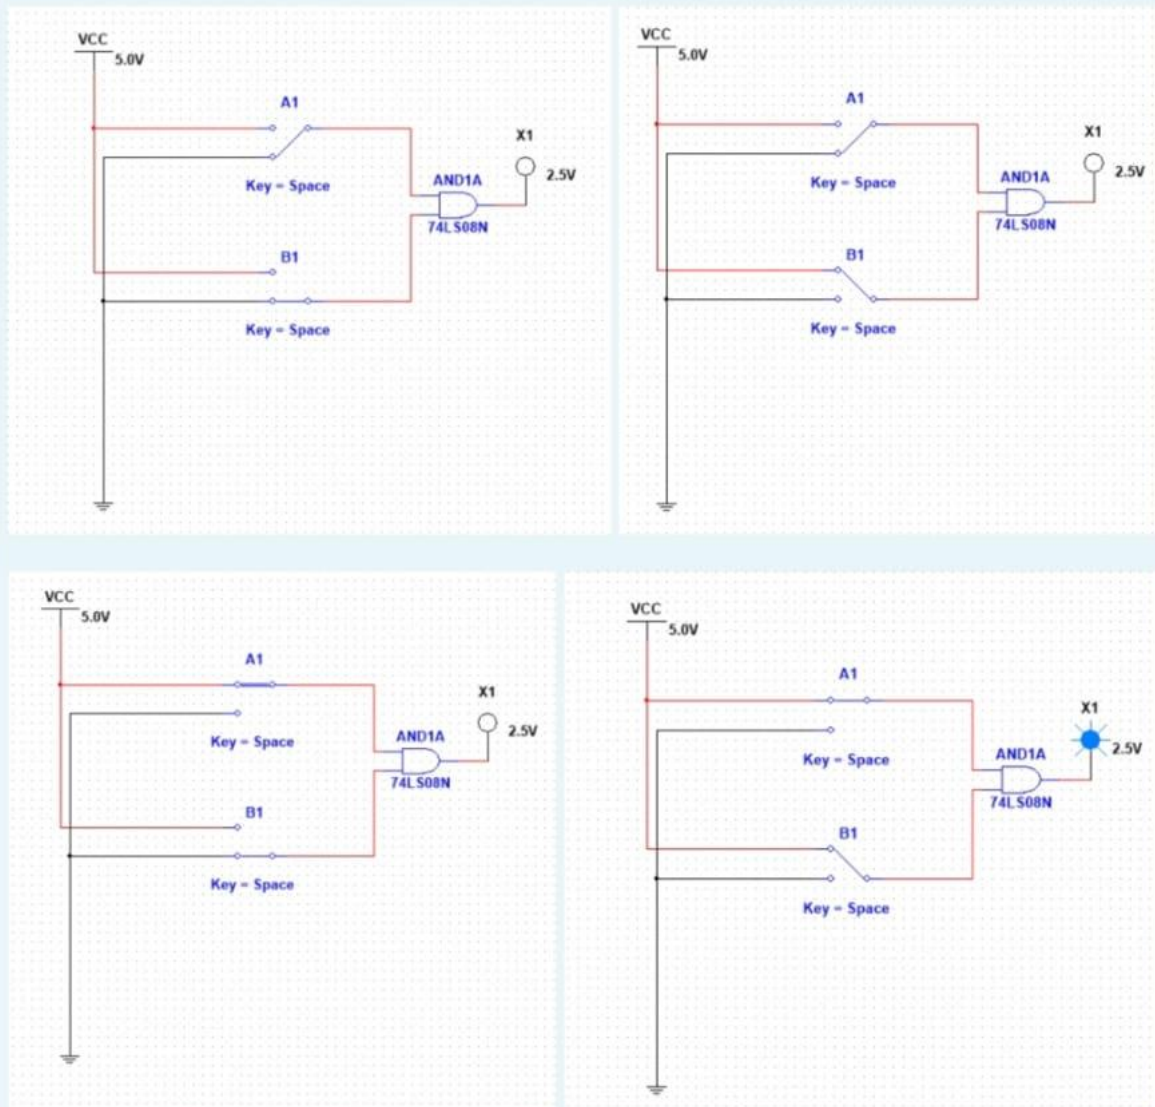 VCC
5.0V
A1
Key = Space
X1
2.5V
AND1A
74LS08N
B1
Key = Space
VCC
5.0V
A1
Key = Space
X1
2.5V
AND1A
74LS08N
B1
Key = Space
VCC
5.0V
A1
Key = Space
X1
2.5V
AND1A
74LS08N
B1
Key = Space
VCC
5.0V
A1
Key = Space
X1
2.5V
AND1A
74LS08N
B1
Key = Space